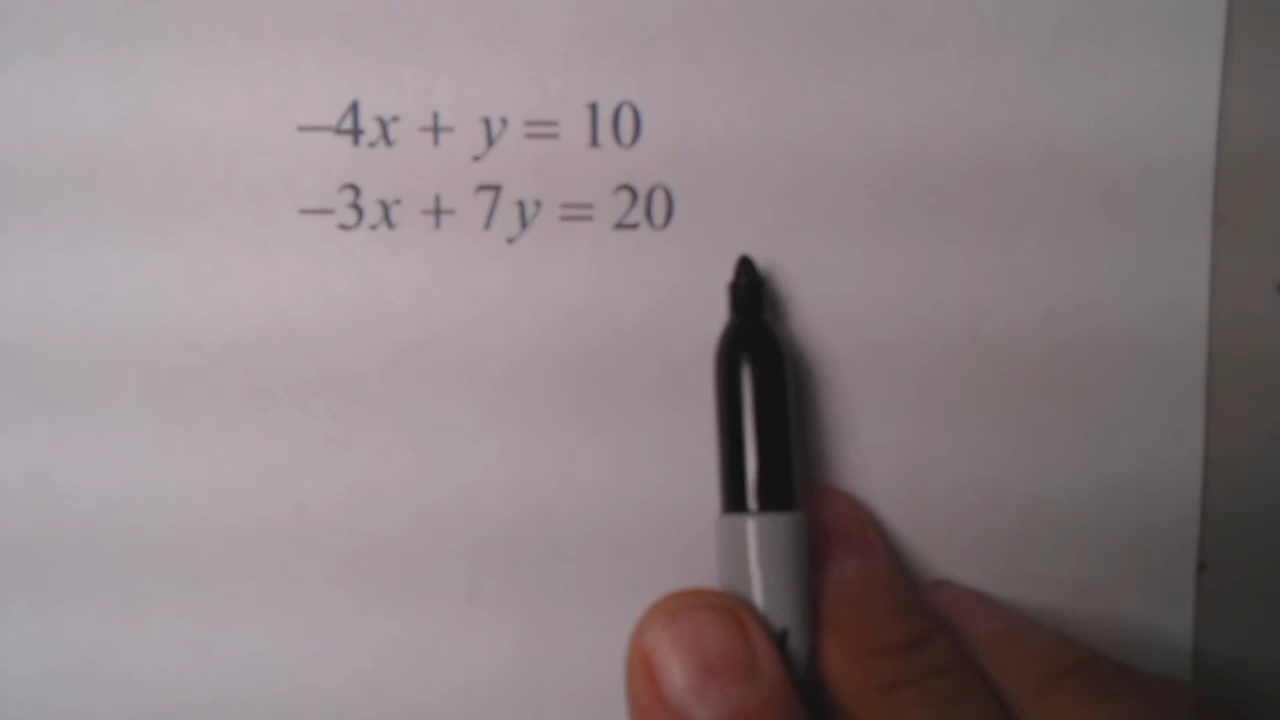 –4x + y = 10
–3x + 7y = 20